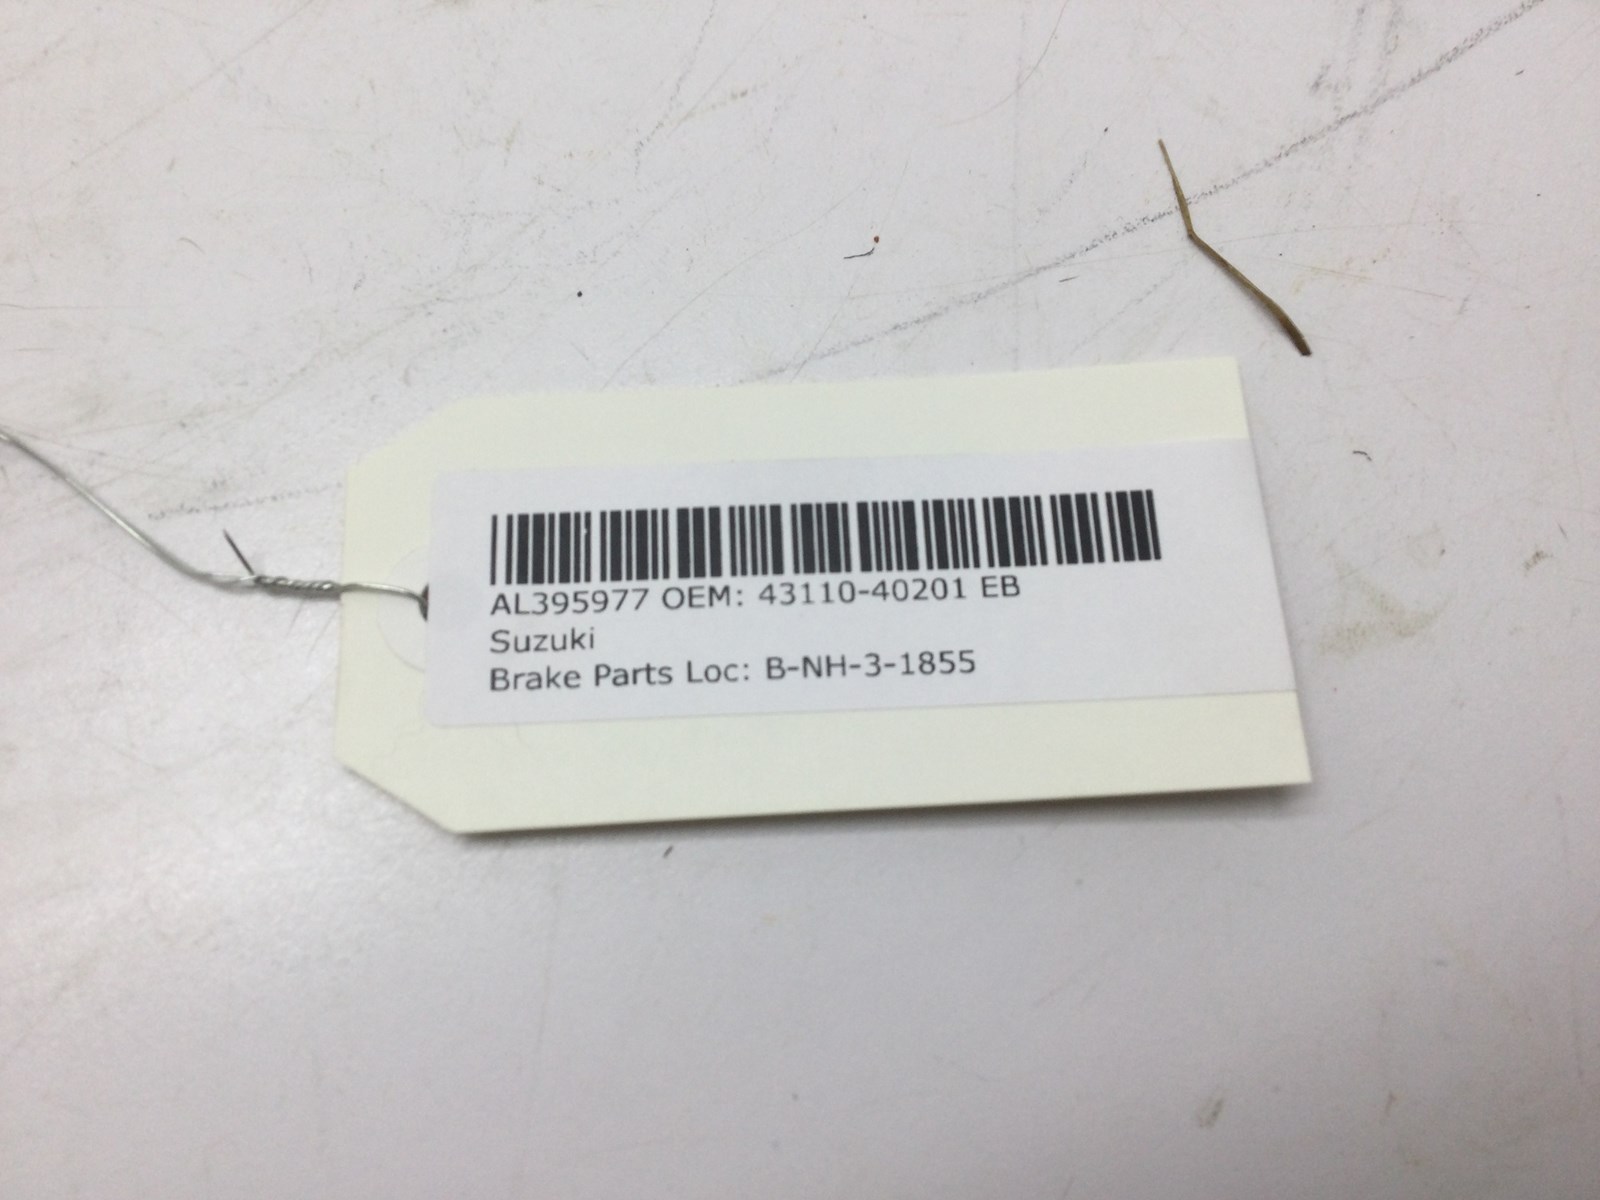 AL395977 OEM: 43110-40201 EB
Suzuki
Brake Parts Loc: B-NH-3-1855